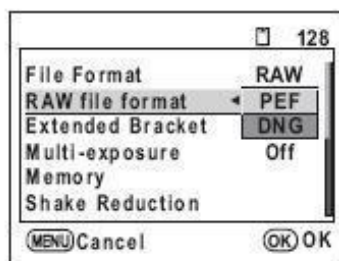 128
File Format RAW
RAW file format PEF
Extended Bracket DNG
Multi-exposure Off
Memory
Shake Reduction
MENU Cancel OK OK